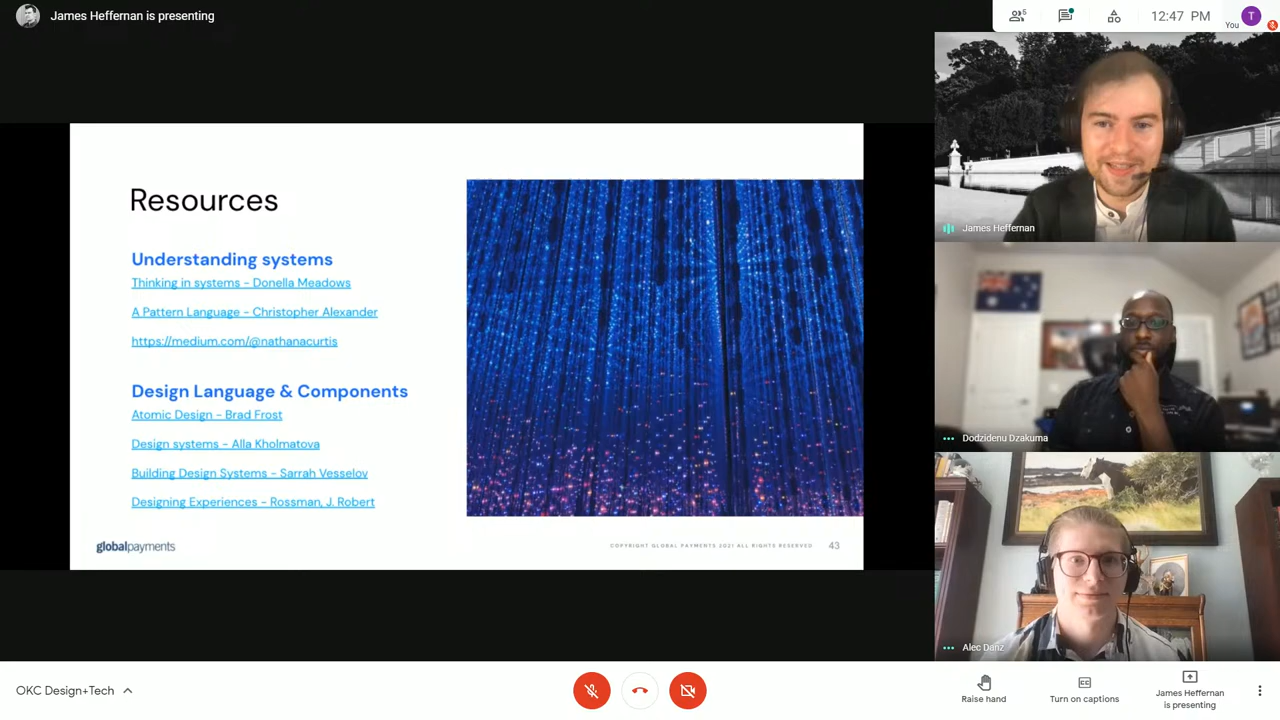 James Heffernan is presenting
5
12:47 PM
You
T
Resources
Understanding systems
Thinking in systems - Donella Meadows
A Pattern Language - Christopher Alexander
https://medium.com/@nathanacurtis
Design Language & Components
Atomic Design - Brad Frost
Design systems - Alla Kholmatova
Building Design Systems - Sarrah Vesselov
Designing Experiences - Rossman, J. Robert
globalpayments
COPYRIGHT GLOBAL PAYMENTS 2021 ALL RIGHTS RESERVED
43
James Heffernan
Dodzidenu Dzakuma
Alec Danz
OKC Design+Tech
Raise hand
CC
Turn on captions
James Heffernan
is presenting